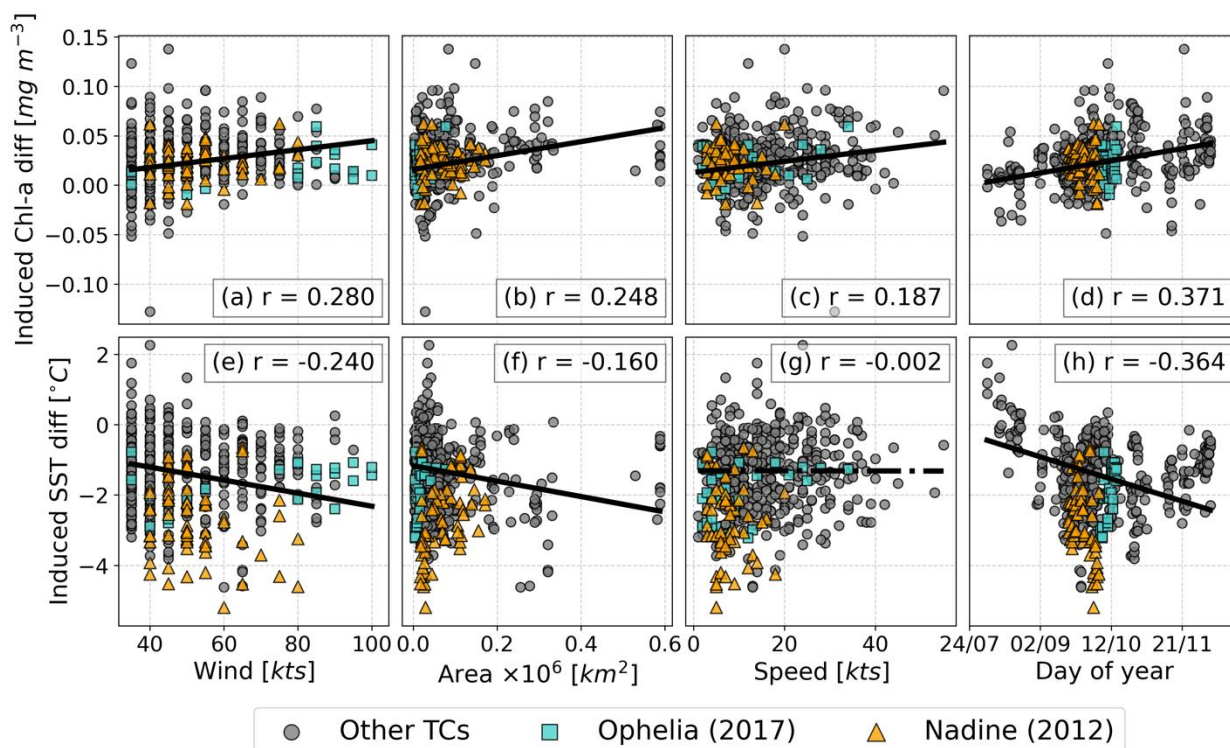 Induced Chl-a diff [mg m⁻³]
0.15
0.10
0.05
0.00
−0.05
−0.10
(a) r = 0.280
(b) r = 0.248
(c) r = 0.187
(d) r = 0.371
Induced SST diff [°C]
2
0
−2
−4
(e) r = -0.240
(f) r = -0.160
(g) r = -0.002
(h) r = -0.364
40 60 80 100
0.0 0.2 0.4 0.6
0 20 40
24/07 02/09 12/10 21/11
Wind [kts]
Area ×10⁶ [km²]
Speed [kts]
Day of year
Other TCs
Ophelia (2017)
Nadine (2012)